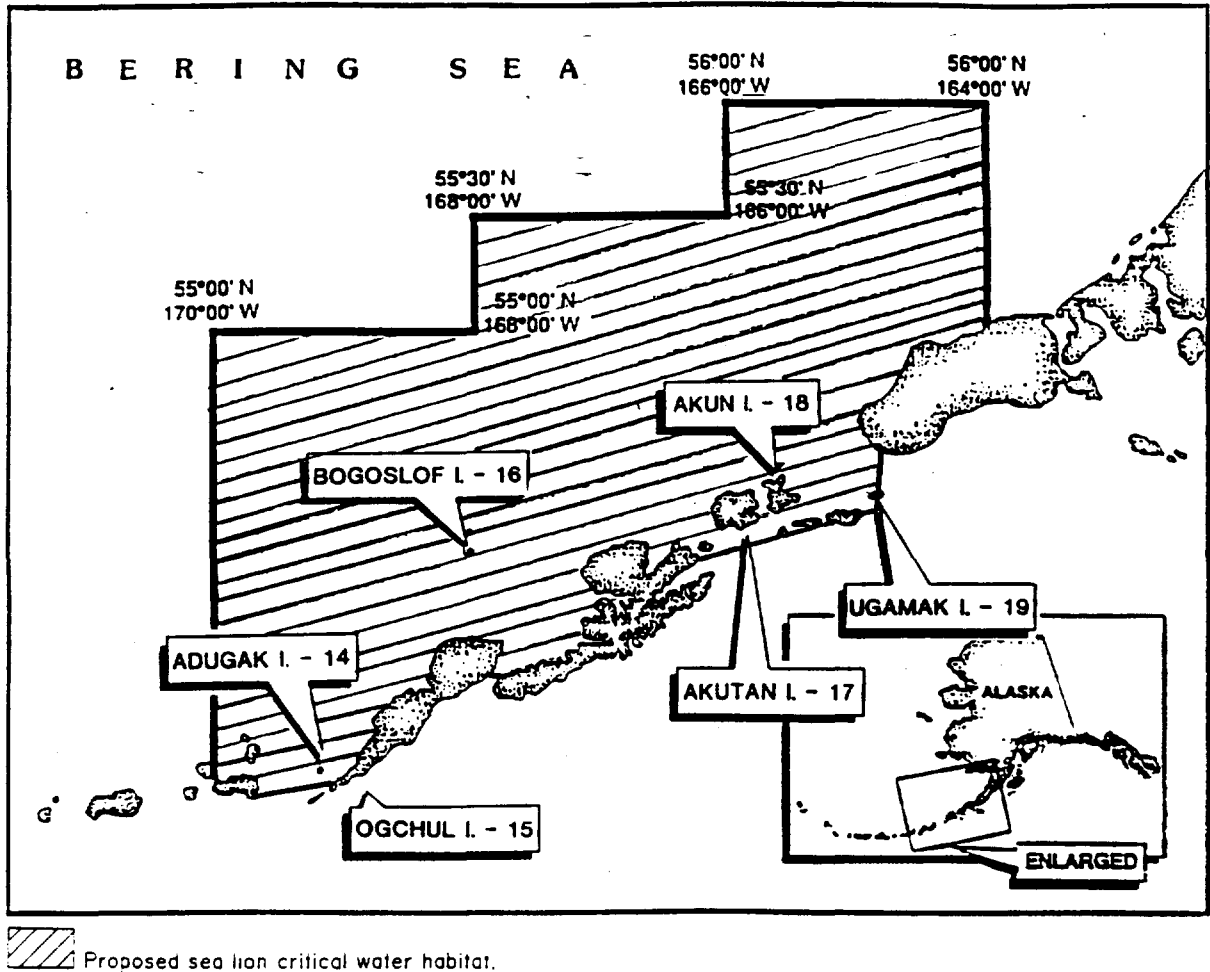 BERING SEA
56°00' N
166°00' W
56°00' N
164°00' W
55°30' N
168°00' W
55°30' N
166°00' W
55°00' N
170°00' W
55°00' N
168°00' W
AKUN I. - 18
BOGOSLOF I. - 16
UGAMAK I. - 19
ADUGAK I. - 14
AKUTAN I. - 17
ALASKA
OGCHUL I. - 15
ENLARGED
Proposed sea lion critical water habitat.